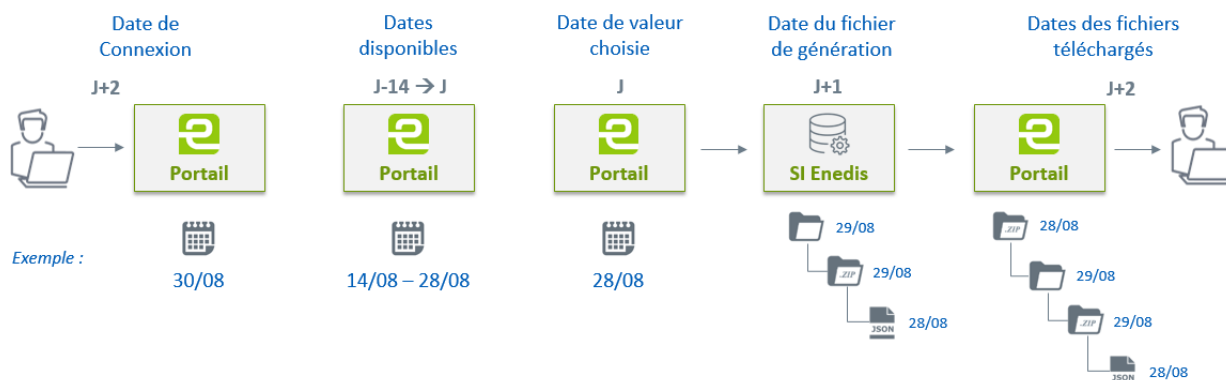 Date de
Connexion
Dates
disponibles
Date de valeur
choisie
Date du fichier
de génération
Dates des fichiers
téléchargés
J+2
J-14 → J
J
J+1
J+2
Portail
Portail
Portail
SI Enedis
Portail
Exemple :
30/08
14/08 – 28/08
28/08
29/08
.ZIP
29/08
JSON
28/08
.ZIP
28/08
29/08
.ZIP
29/08
JSON
28/08